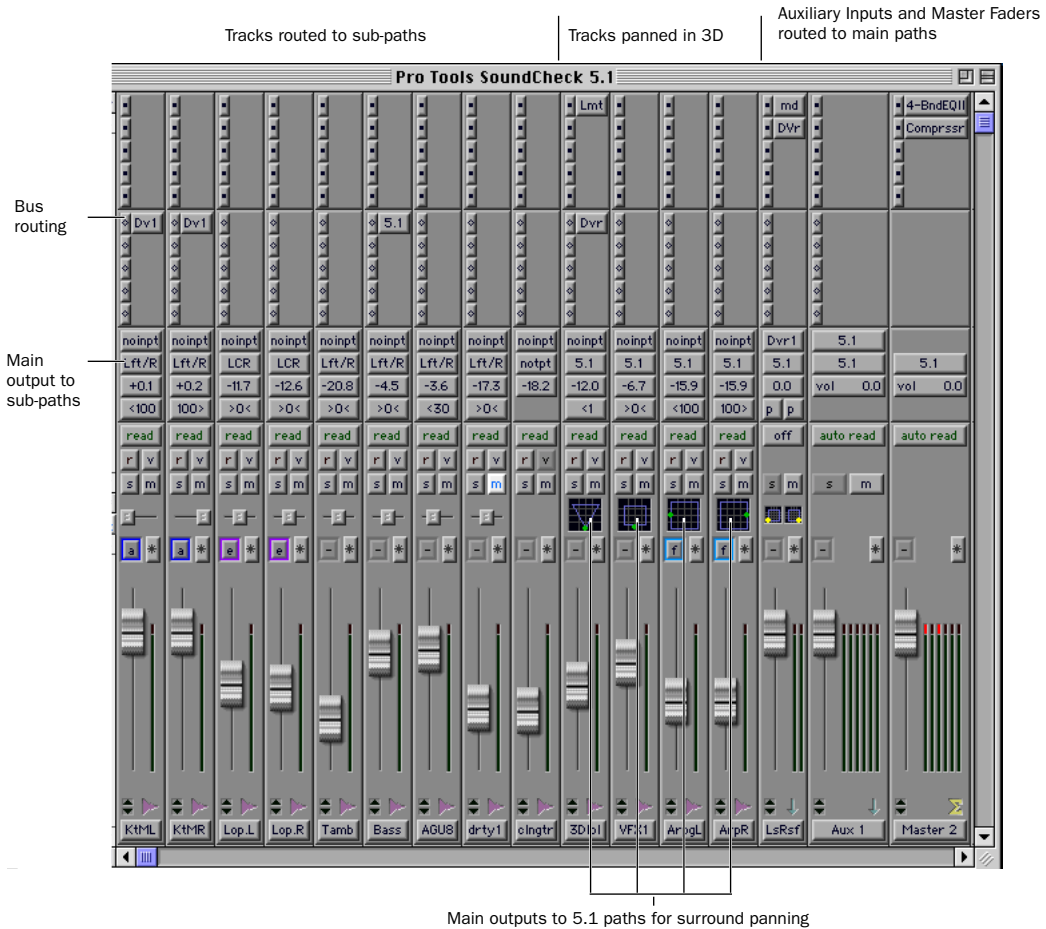 Auxiliary Inputs and Master Faders
routed to main paths
Tracks routed to sub-paths
Tracks panned in 3D
Pro Tools SoundCheck 5.1
Lmt md 4-BndEQII
DVr Comprssr
Bus
routing
Dv1 Dv1 5.1 Dvr
noinpt noinpt noinpt noinpt noinpt noinpt noinpt noinpt noinpt noinpt noinpt noinpt noinpt Dvr1 5.1
Main
output to
sub-paths
Lft/R Lft/R LCR LCR Lft/R Lft/R Lft/R Lft/R notpt 5.1 5.1 5.1 5.1 5.1 5.1 5.1
+0.1 +0.2 -11.7 -12.6 -20.8 -4.5 -3.6 -17.3 -18.2 -12.0 -6.7 -15.9 -15.9 0.0 vol 0.0 vol 0.0
<100 100> >0< >0< >0< >0< <30 >0< <1 >0< <100 100> p p
read read read read read read read read read read read read read off auto read auto read
r v r v r v r v r v r v r v r v r v r v r v r v r v
s m s m s m s m s m s m s m s m s m s m s m s m s m s m s m
a * a * e * e * - * - * - * - * - * - * - * f * f * - * - * - *
KtML KtMR Lop.L Lop.R Tamb Bass AGU8 drty1 clngtr VFX1 ArpR LsRsf Aux 1 Master 2
Main outputs to 5.1 paths for surround panning